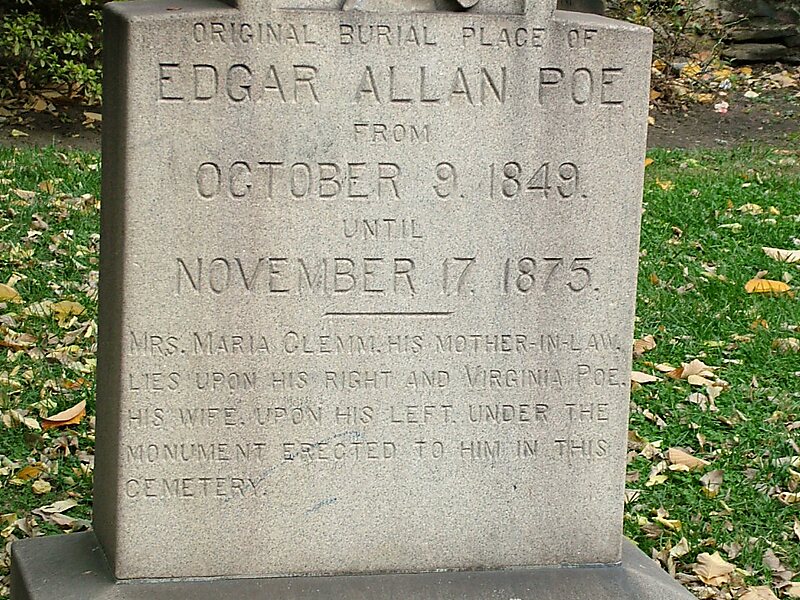 ORIGINAL BURIAL PLACE OF
EDGAR ALLAN POE
FROM
OCTOBER 9. 1849.
UNTIL
NOVEMBER 17. 1875.
MRS. MARIA CLEMM, HIS MOTHER-IN-LAW,
LIES UPON HIS RIGHT AND VIRGINIA POE,
HIS WIFE, UPON HIS LEFT, UNDER THE
MONUMENT ERECTED TO HIM IN THIS
CEMETERY.